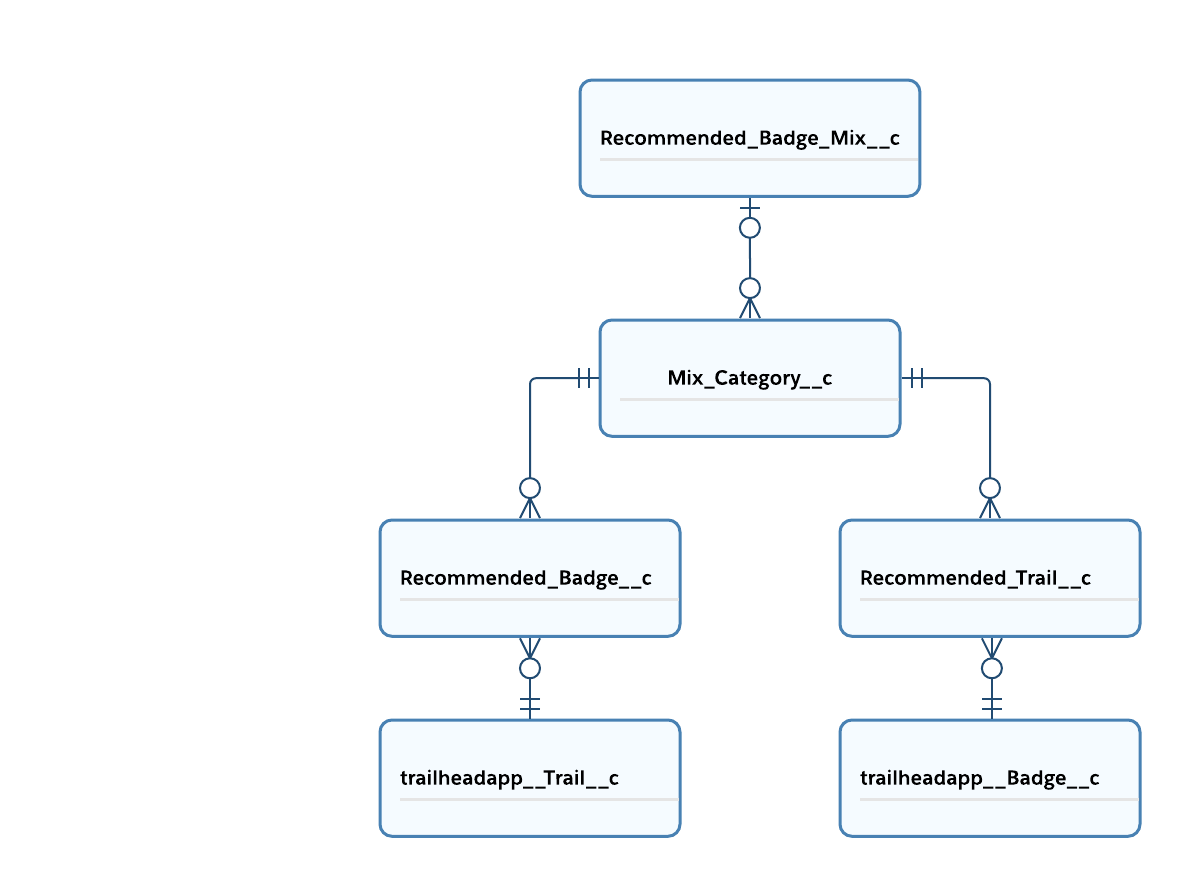 Recommended_Badge_Mix__c
Mix_Category__c
Recommended_Badge__c
Recommended_Trail__c
trailheadapp__Trail__c
trailheadapp__Badge__c